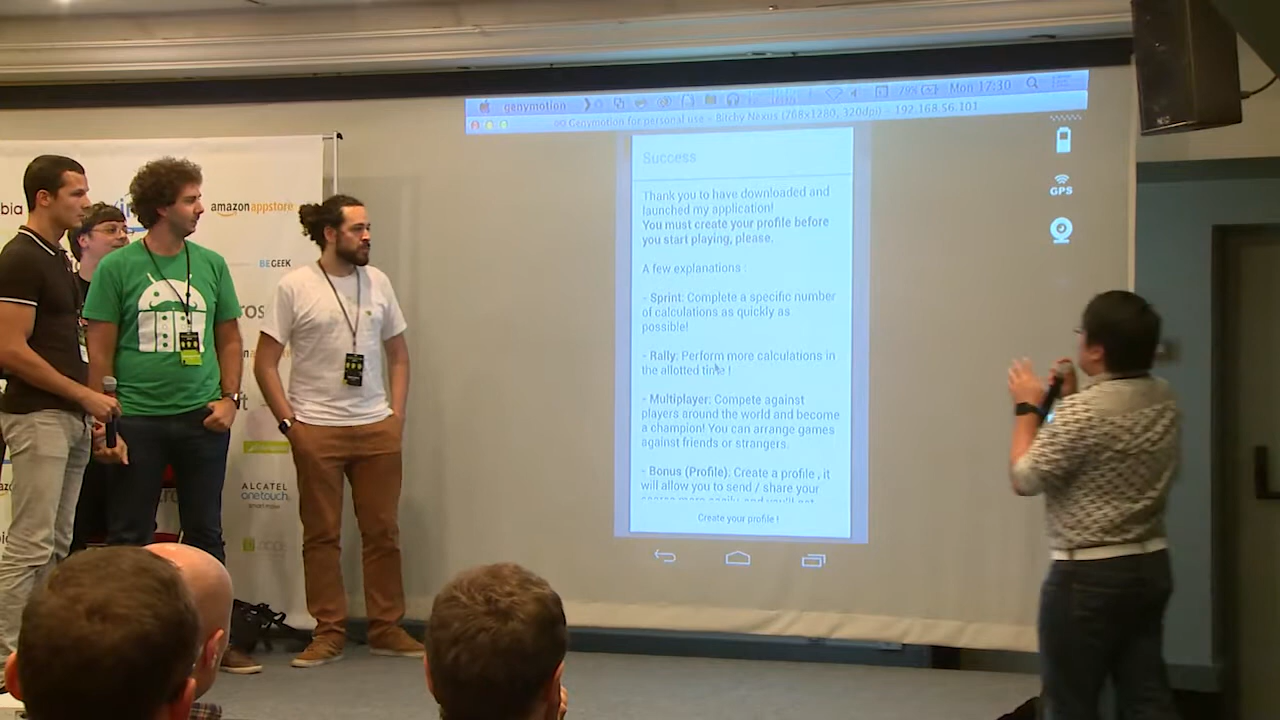 genymotion
79%
Mon 17:30
Genymotion for personal use - Bitchy Nexus (768x1280, 320dpi) - 192.168.56.101
GPS
Success
Thank you to have downloaded and
launched my application!
You must create your profile before
you start playing, please.
A few explanations :
- Sprint: Complete a specific number
of calculations as quickly as
possible!
- Rally: Perform more calculations in
the allotted time !
- Multiplayer: Compete against
players around the world and become
a champion! You can arrange games
against friends or strangers.
- Bonus (Profile): Create a profile , it
will allow you to send / share your
Create your profile !
bia
amazon appstore
BEGEEK
ros
ALCATEL
onetouch
smart move